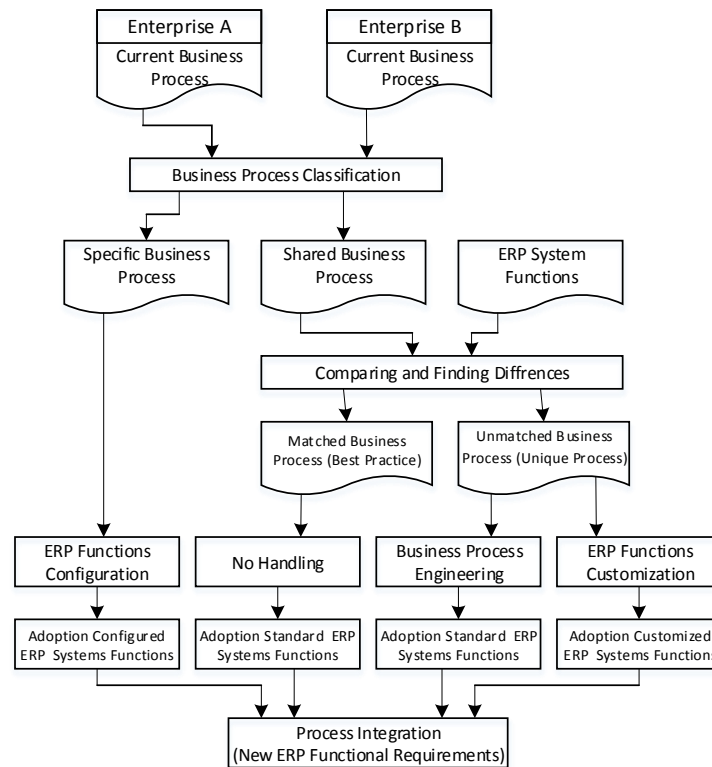 Enterprise A
Current Business
Process
Enterprise B
Current Business
Process
Business Process Classification
Specific Business
Process
Shared Business
Process
ERP System
Functions
Comparing and Finding Diffrences
Matched Business
Process (Best Practice)
Unmatched Business
Process (Unique Process)
ERP Functions
Configuration
No Handling
Business Process
Engineering
ERP Functions
Customization
Adoption Configured
ERP Systems Functions
Adoption Standard ERP
Systems Functions
Adoption Standard ERP
Systems Functions
Adoption Customized
ERP Systems Functions
Process Integration
(New ERP Functional Requirements)